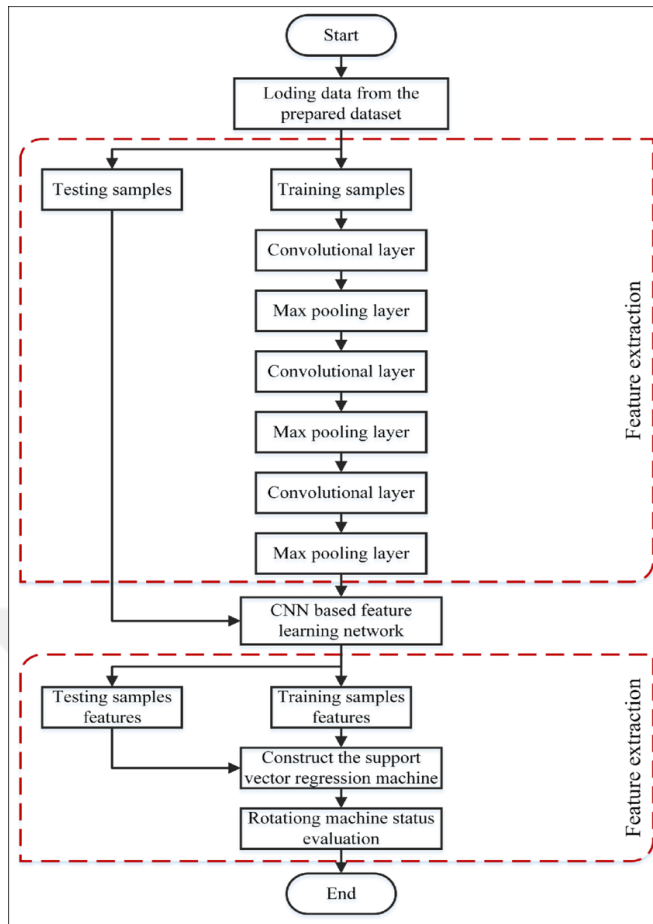 Start
Loding data from the
prepared dataset
Testing samples
Training samples
Convolutional layer
Max pooling layer
Convolutional layer
Max pooling layer
Convolutional layer
Max pooling layer
Feature extraction
CNN based feature
learning network
Testing samples
features
Training samples
features
Construct the support
vector regression machine
Rotationg machine status
evaluation
Feature extraction
End